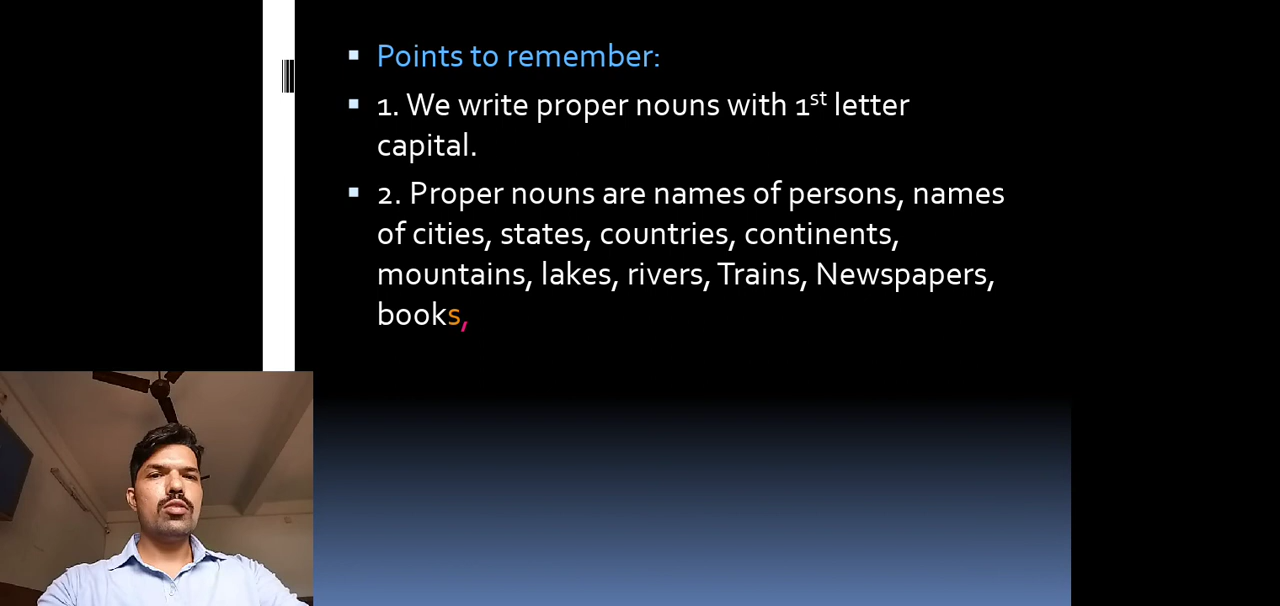 Points to remember:
1. We write proper nouns with 1st letter
capital.
2. Proper nouns are names of persons, names
of cities, states, countries, continents,
mountains, lakes, rivers, Trains, Newspapers,
books,